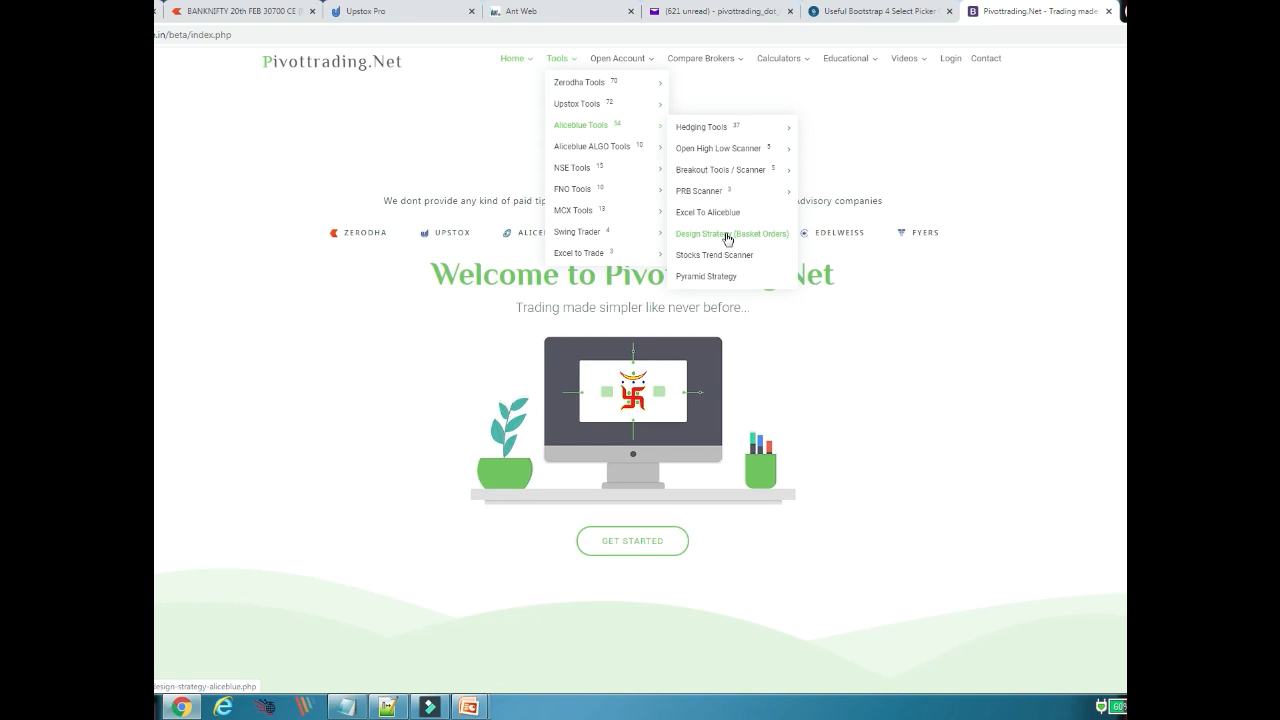 BANKNIFTY 20th FEB 30700 CE (
Upstox Pro
Ant Web
(621 unread) - pivottrading_dot_
Useful Bootstrap 4 Select Picker
Pivottrading.Net - Trading made
.in/beta/index.php
Pivottrading.Net
Home
Tools
Open Account
Compare Brokers
Calculators
Educational
Videos
Login
Contact
Zerodha Tools 70
Upstox Tools 72
Aliceblue Tools 54
Aliceblue ALGO Tools 10
NSE Tools 15
FNO Tools 10
MCX Tools 13
Swing Trader 4
Excel to Trade 3
Hedging Tools 37
Open High Low Scanner 5
Breakout Tools / Scanner 5
PRB Scanner 3
Excel To Aliceblue
Design Strategy (Basket Orders)
Stocks Trend Scanner
Pyramid Strategy
We dont provide any kind of paid tip
dvisory companies
ZERODHA
UPSTOX
ALICE
EDELWEISS
FYERS
Welcome to Pivo
.Net
Trading made simpler like never before...
GET STARTED
design-strategy-aliceblue.php